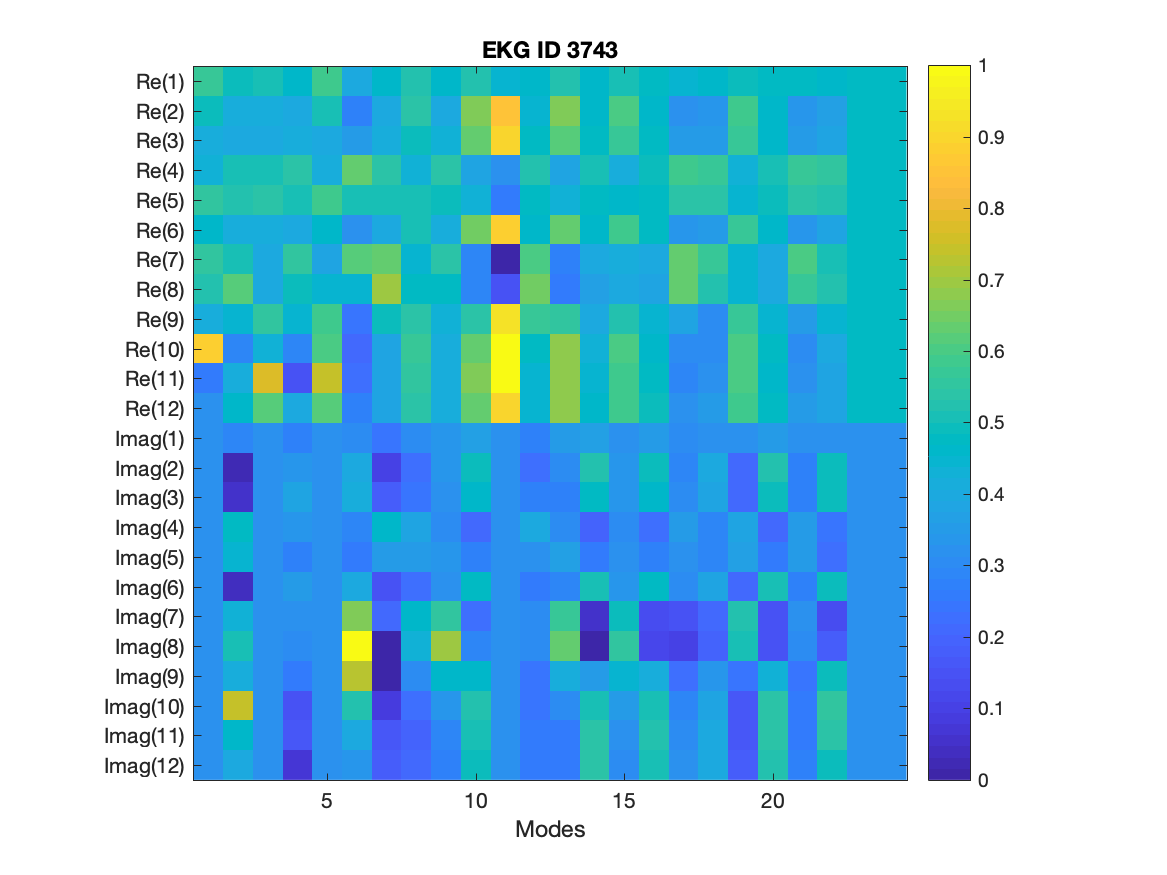 EKG ID 3743
Re(1)
Re(2)
Re(3)
Re(4)
Re(5)
Re(6)
Re(7)
Re(8)
Re(9)
Re(10)
Re(11)
Re(12)
Imag(1)
Imag(2)
Imag(3)
Imag(4)
Imag(5)
Imag(6)
Imag(7)
Imag(8)
Imag(9)
Imag(10)
Imag(11)
Imag(12)
5 10 15 20
Modes
1
0.9
0.8
0.7
0.6
0.5
0.4
0.3
0.2
0.1
0